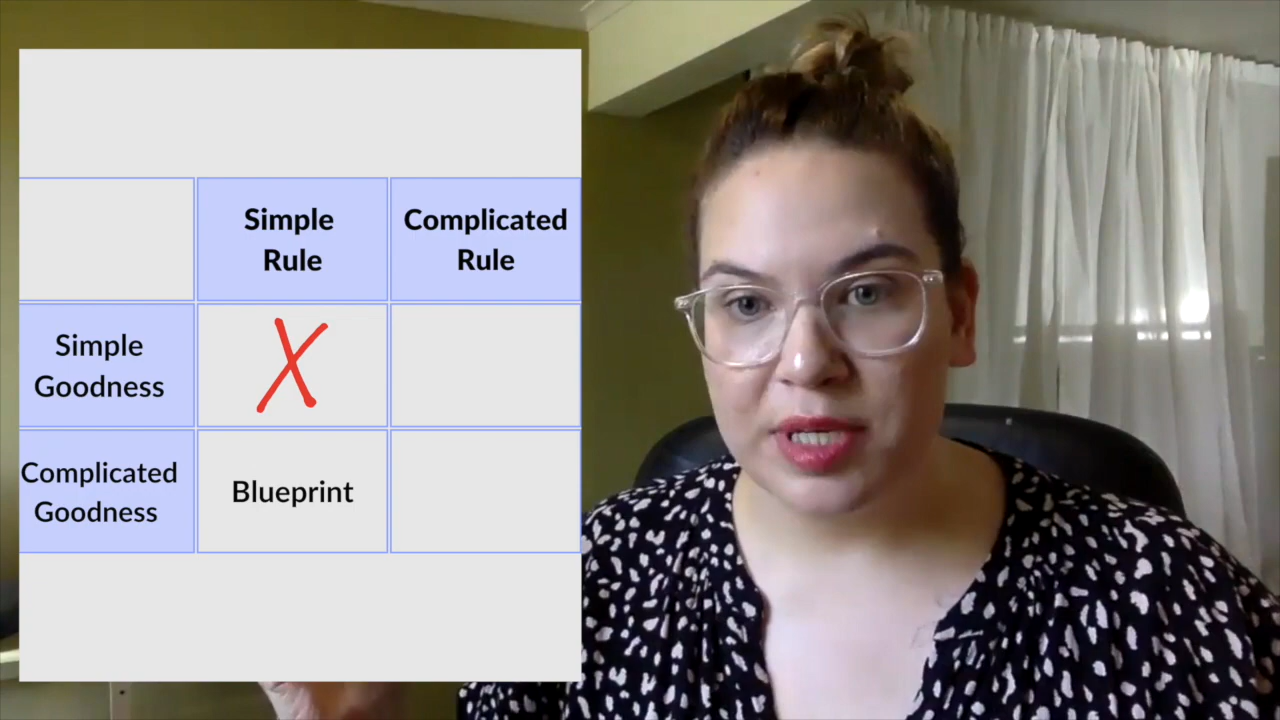 Simple
Rule
Complicated
Rule
Simple
Goodness
Complicated
Goodness
Blueprint